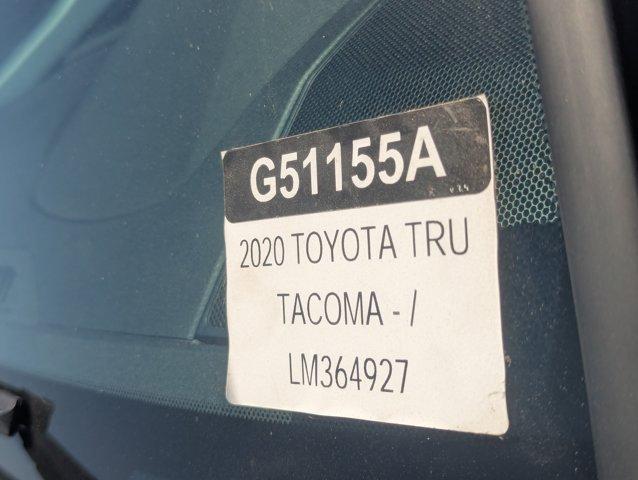 G51155A
2020 TOYOTA TRU
TACOMA - /
LM364927